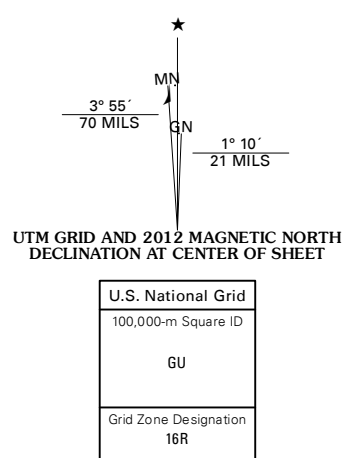 ★
MN
GN
3° 55´
70 MILS
1° 10´
21 MILS
UTM GRID AND 2012 MAGNETIC NORTH
DECLINATION AT CENTER OF SHEET
U.S. National Grid
100,000-m Square ID
GU
Grid Zone Designation
16R